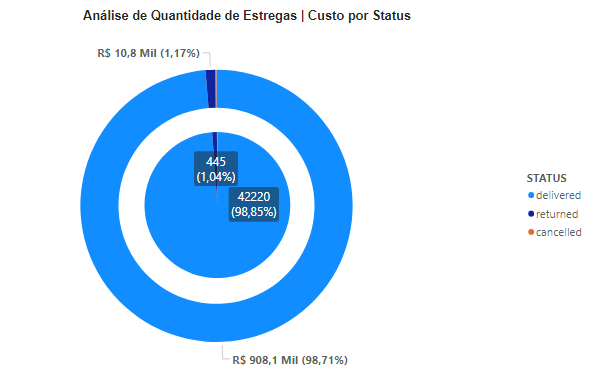 Análise de Quantidade de Estregas | Custo por Status
R$ 10,8 Mil (1,17%)
445
(1,04%)
42220
(98,85%)
STATUS
delivered
returned
cancelled
R$ 908,1 Mil (98,71%)